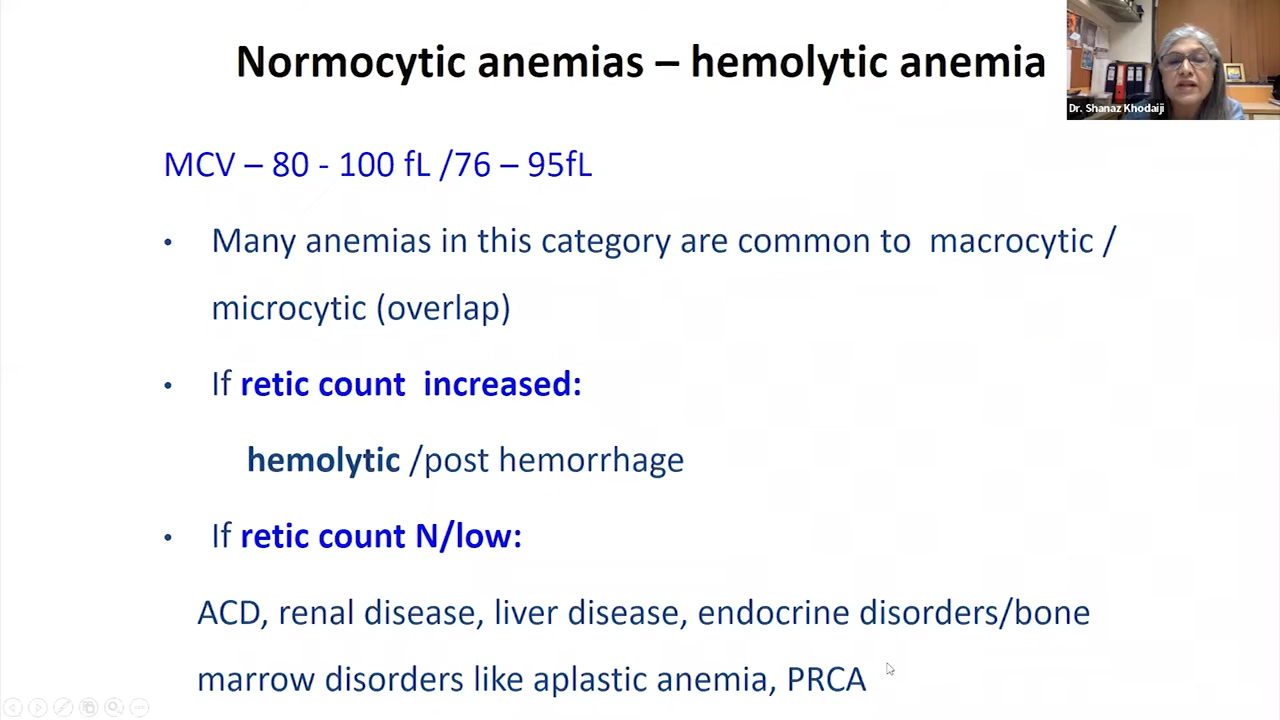 Normocytic anemias – hemolytic anemia
Dr. Shanaz Khodaiji
MCV – 80 - 100 fL /76 – 95fL
• Many anemias in this category are common to macrocytic /
microcytic (overlap)
• If retic count increased:
hemolytic /post hemorrhage
• If retic count N/low:
ACD, renal disease, liver disease, endocrine disorders/bone
marrow disorders like aplastic anemia, PRCA